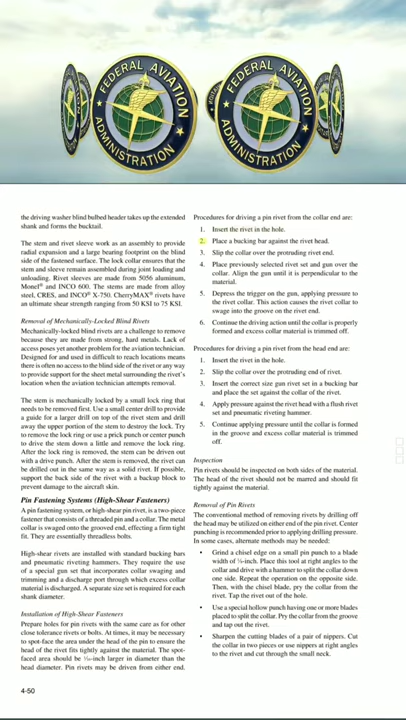 FEDERAL AVIATION
ADMINISTRATION
FEDERAL AVIATION
ADMINISTRATION
the driving washer blind bulbed header takes up the extended
shank and forms the bucktail.
The stem and rivet sleeve work as an assembly to provide
radial expansion and a large bearing footprint on the blind
side of the fastened surface. The lock collar ensures that the
stem and sleeve remain assembled during joint loading and
unloading. Rivet sleeves are made from 5056 aluminum,
Monel® and INCO 600. The stems are made from alloy
steel, CRES, and INCO® X-750. CherryMAX® rivets have
an ultimate shear strength ranging from 50 KSI to 75 KSI.
Removal of Mechanically-Locked Blind Rivets
Mechanically-locked blind rivets are a challenge to remove
because they are made from strong, hard metals. Lack of
access poses yet another problem for the aviation technician.
Designed for and used in difficult to reach locations means
there is often no access to the blind side of the rivet or any way
to provide support for the sheet metal surrounding the rivet's
location when the aviation technician attempts removal.
The stem is mechanically locked by a small lock ring that
needs to be removed first. Use a small center drill to provide
a guide for a larger drill on top of the rivet stem and drill
away the upper portion of the stem to destroy the lock. Try
to remove the lock ring or use a prick punch or center punch
to drive the stem down a little and remove the lock ring.
After the lock ring is removed, the stem can be driven out
with a drive punch. After the stem is removed, the rivet can
be drilled out in the same way as a solid rivet. If possible,
support the back side of the rivet with a backup block to
prevent damage to the aircraft skin.
Pin Fastening Systems (High-Shear Fasteners)
A pin fastening system, or high-shear pin rivet, is a two-piece
fastener that consists of a threaded pin and a collar. The metal
collar is swaged onto the grooved end, effecting a firm tight
fit. They are essentially threadless bolts.
High-shear rivets are installed with standard bucking bars
and pneumatic riveting hammers. They require the use
of a special gun set that incorporates collar swaging and
trimming and a discharge port through which excess collar
material is discharged. A separate size set is required for each
shank diameter.
Installation of High-Shear Fasteners
Prepare holes for pin rivets with the same care as for other
close tolerance rivets or bolts. At times, it may be necessary
to spot-face the area under the head of the pin to ensure the
head of the rivet fits tightly against the material. The spot-
faced area should be 1⁄16-inch larger in diameter than the
head diameter. Pin rivets may be driven from either end.
4-50
Procedures for driving a pin rivet from the collar end are:
1. Insert the rivet in the hole.
2. Place a bucking bar against the rivet head.
3. Slip the collar over the protruding rivet end.
4. Place previously selected rivet set and gun over the
collar. Align the gun until it is perpendicular to the
material.
5. Depress the trigger on the gun, applying pressure to
the rivet collar. This action causes the rivet collar to
swage into the groove on the rivet end.
6. Continue the driving action until the collar is properly
formed and excess collar material is trimmed off.
Procedures for driving a pin rivet from the head end are:
1. Insert the rivet in the hole.
2. Slip the collar over the protruding end of rivet.
3. Insert the correct size gun rivet set in a bucking bar
and place the set against the collar of the rivet.
4. Apply pressure against the rivet head with a flush rivet
set and pneumatic riveting hammer.
5. Continue applying pressure until the collar is formed
in the groove and excess collar material is trimmed
off.
Inspection
Pin rivets should be inspected on both sides of the material.
The head of the rivet should not be marred and should fit
tightly against the material.
Removal of Pin Rivets
The conventional method of removing rivets by drilling off
the head may be utilized on either end of the pin rivet. Center
punching is recommended prior to applying drilling pressure.
In some cases, alternate methods may be needed:
• Grind a chisel edge on a small pin punch to a blade
width of 1⁄8-inch. Place this tool at right angles to the
collar and drive with a hammer to split the collar down
one side. Repeat the operation on the opposite side.
Then, with the chisel blade, pry the collar from the
rivet. Tap the rivet out of the hole.
• Use a special hollow punch having one or more blades
placed to split the collar. Pry the collar from the groove
and tap out the rivet.
• Sharpen the cutting blades of a pair of nippers. Cut
the collar in two pieces or use nippers at right angles
to the rivet and cut through the small neck.